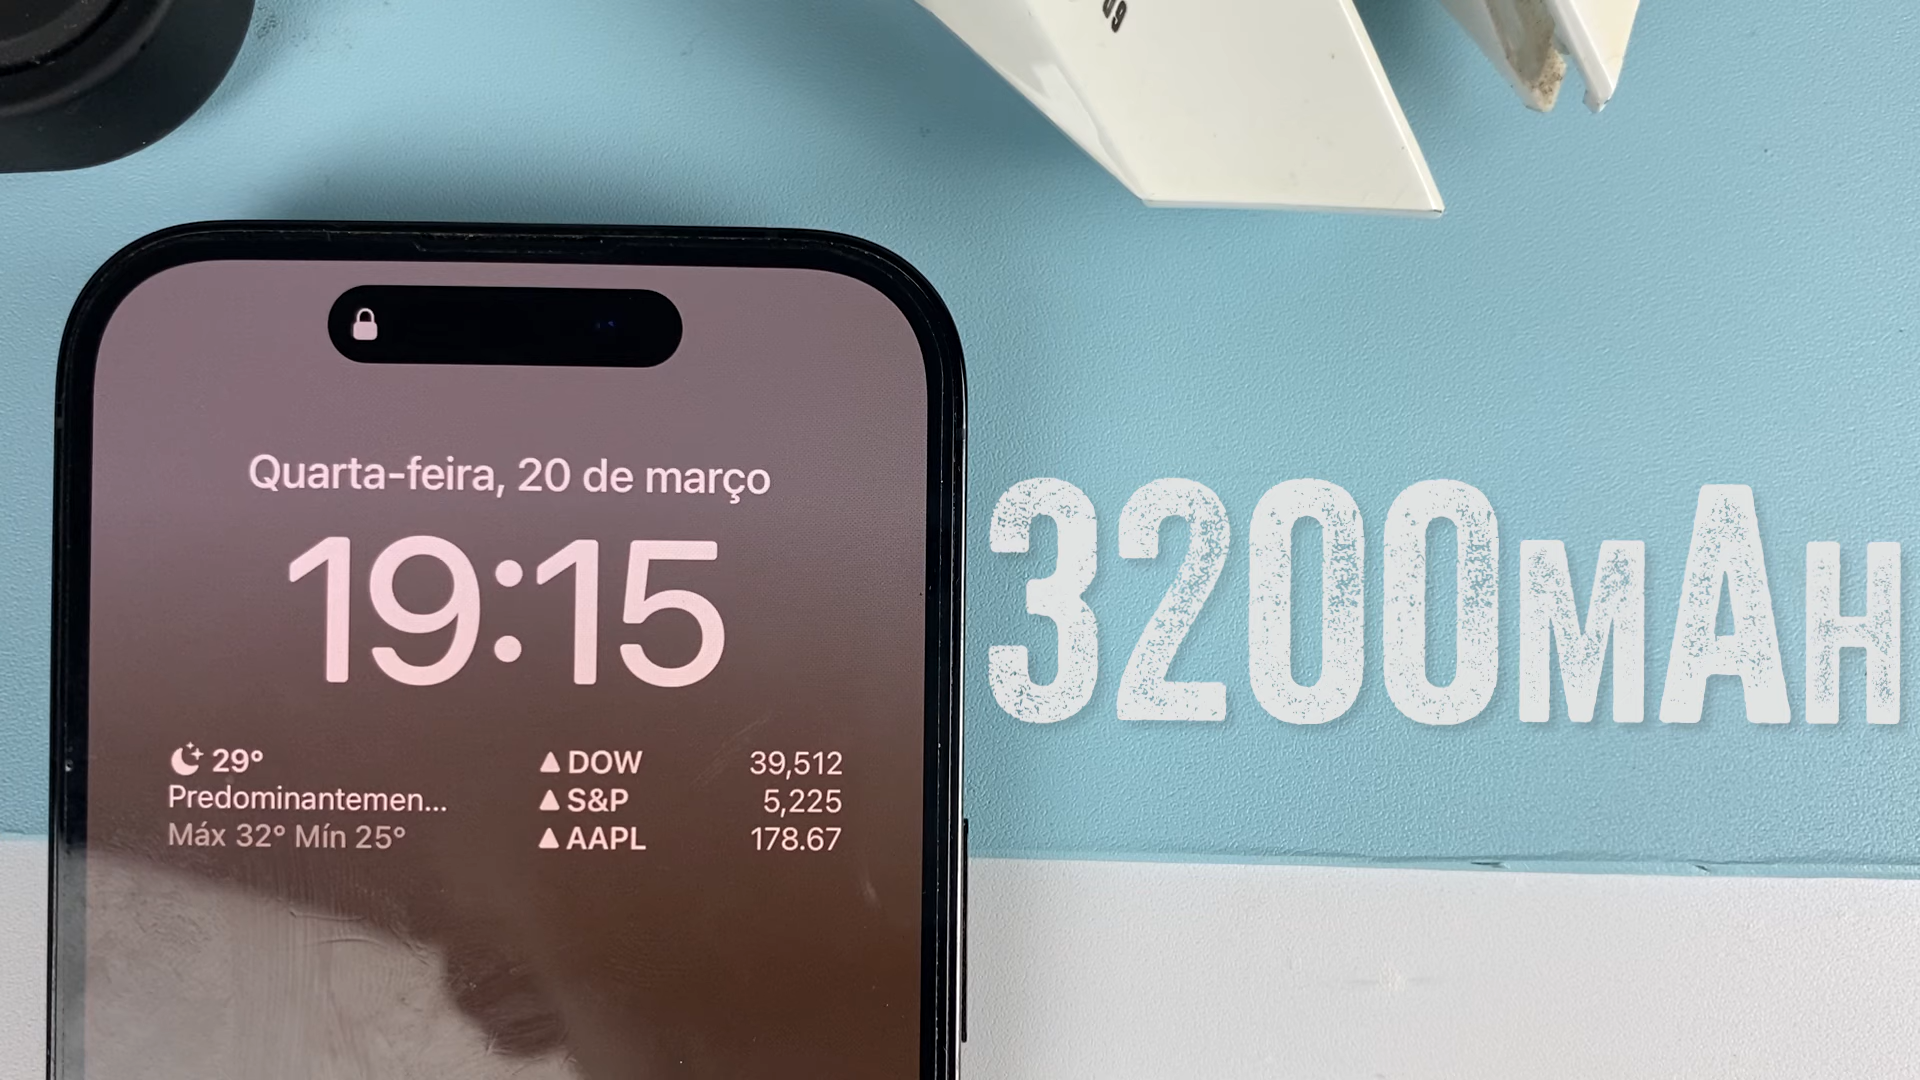 Quarta-feira, 20 de março
19:15
29°
Predominantemen...
Máx 32° Mín 25°
▲ DOW 39,512
▲ S&P 5,225
▲ AAPL 178.67
3200mAh